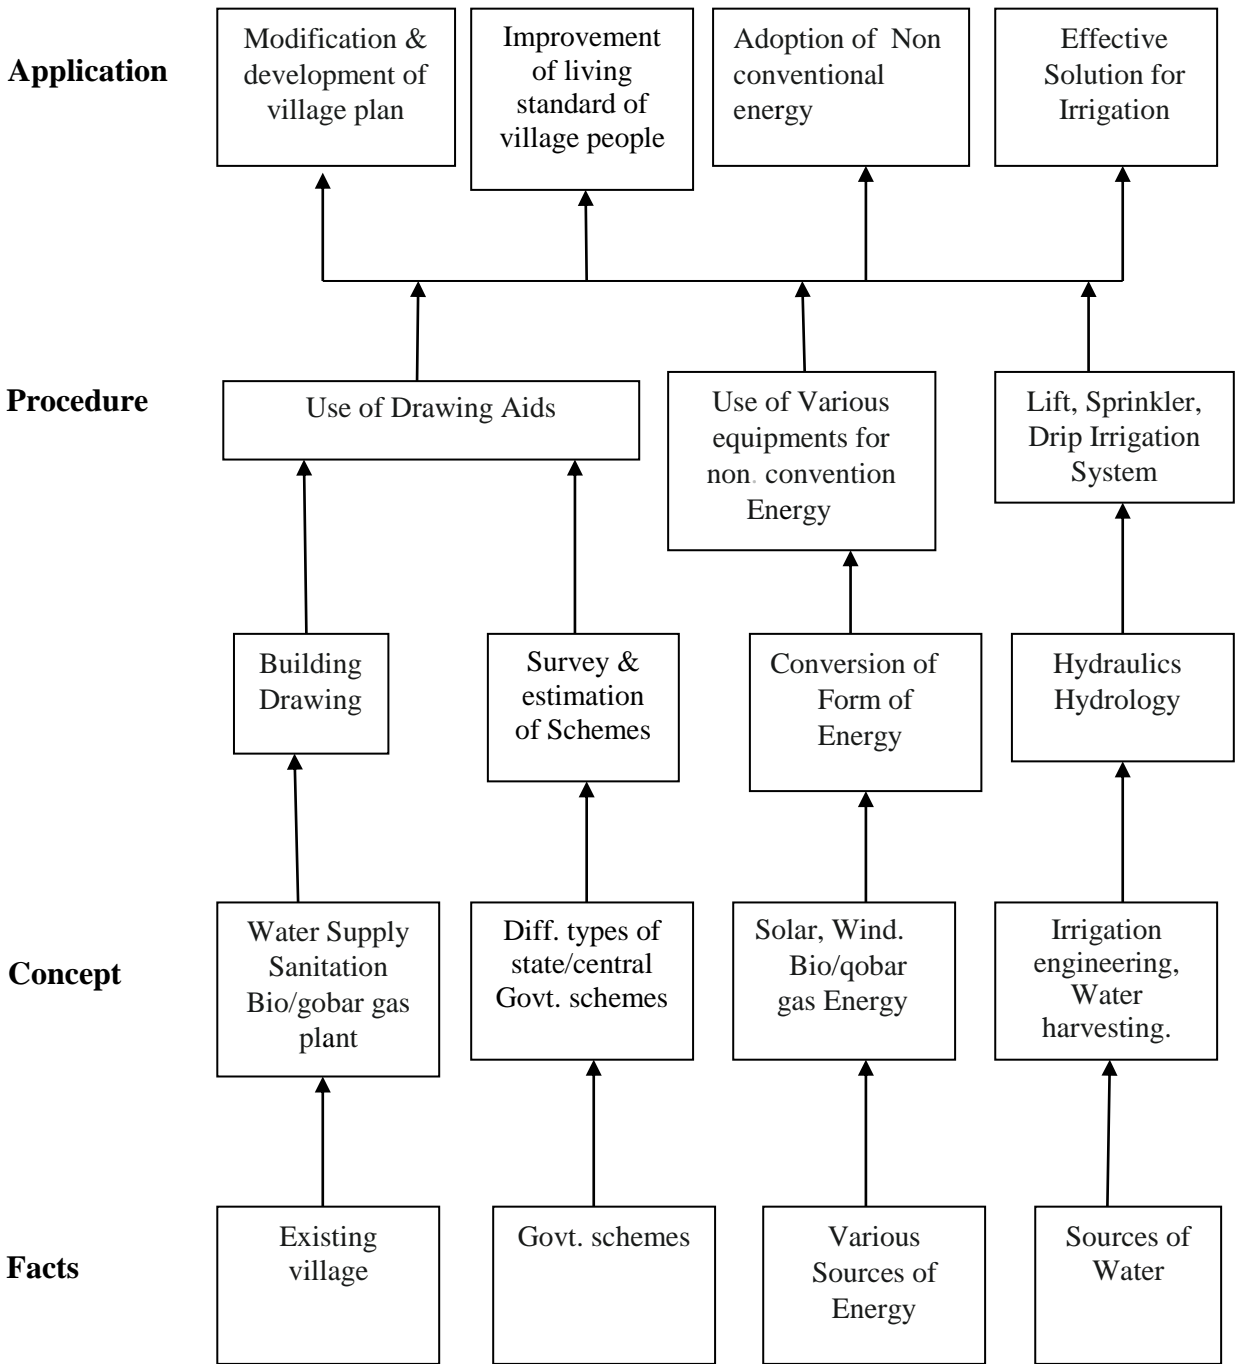 Application
Modification &
development of
village plan
Improvement
of living
standard of
village people
Adoption of Non
conventional
energy
Effective
Solution for
Irrigation
Procedure
Use of Drawing Aids
Use of Various
equipments for
non. convention
Energy
Lift, Sprinkler,
Drip Irrigation
System
Building
Drawing
Survey &
estimation
of Schemes
Conversion of
Form of
Energy
Hydraulics
Hydrology
Concept
Water Supply
Sanitation
Bio/gobar gas
plant
Diff. types of
state/central
Govt. schemes
Solar, Wind.
Bio/qobar
gas Energy
Irrigation
engineering,
Water
harvesting.
Facts
Existing
village
Govt. schemes
Various
Sources of
Energy
Sources of
Water